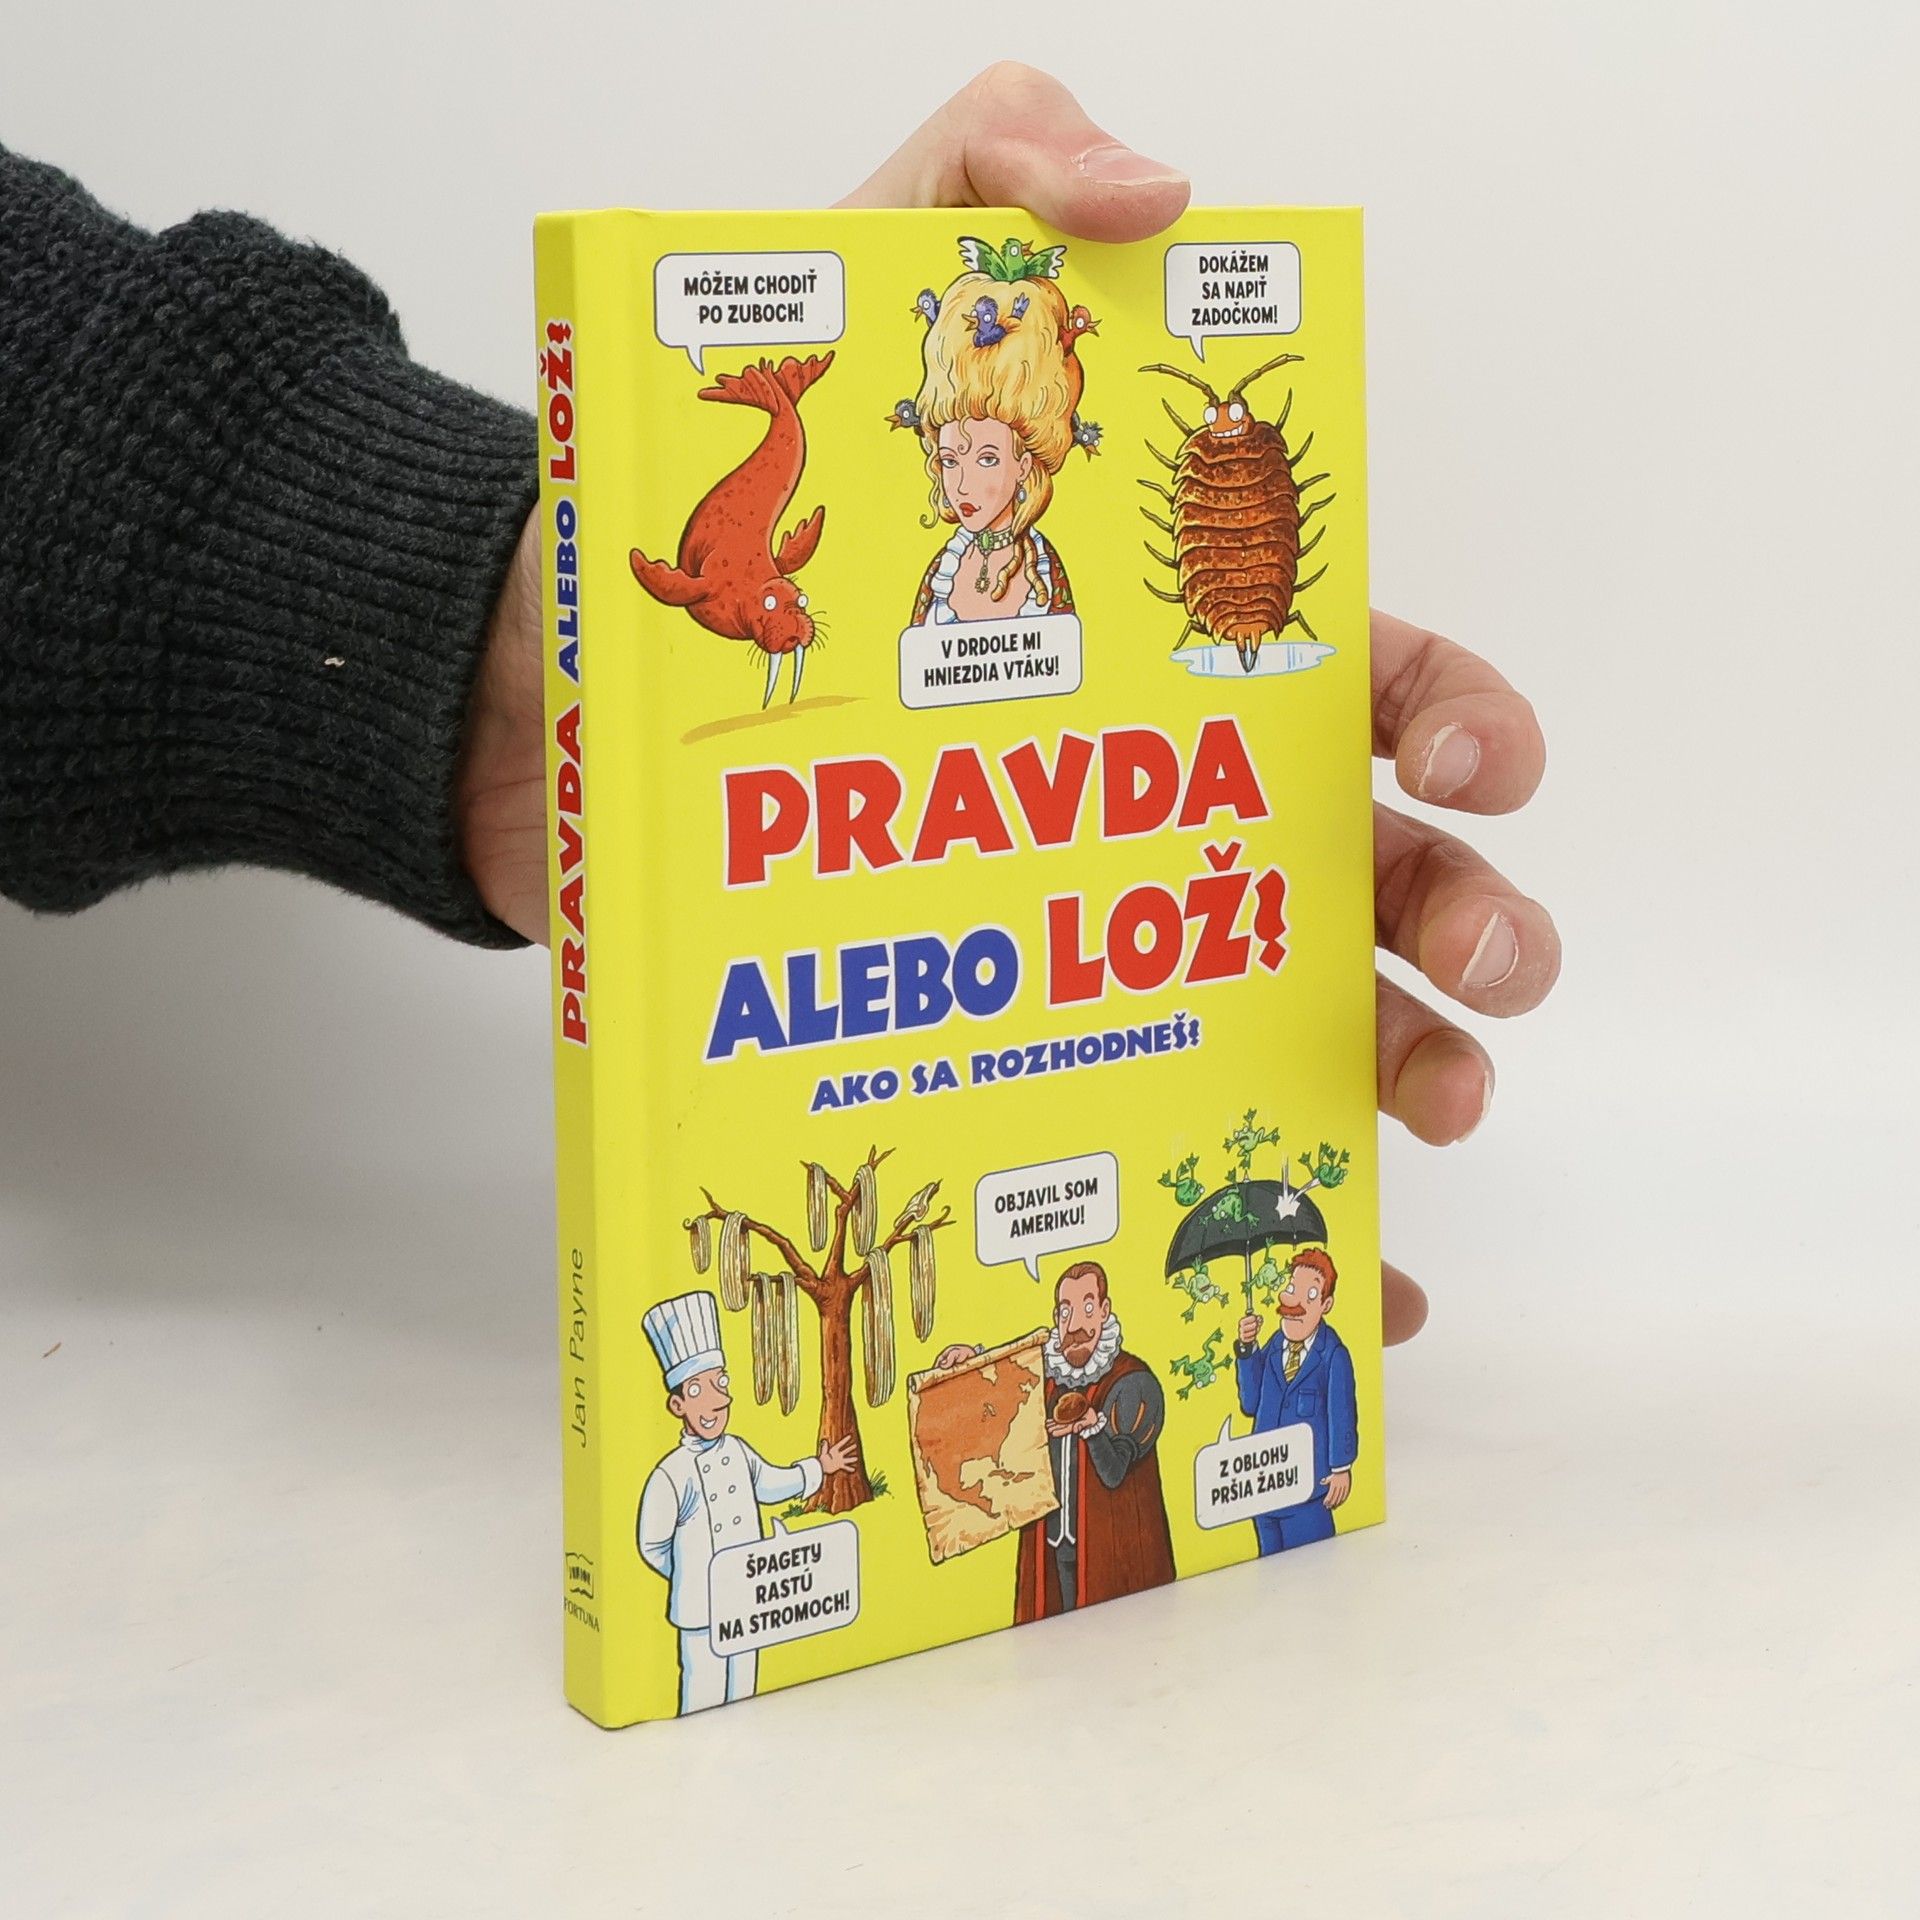 MÔŽEM CHODIŤ
PO ZUBOCH!
DOKÁŽEM
SA NAPIŤ
ZADOČKOM!
V DRDOLE MI
HNIEZDIA VTÁKY!
PRAVDA
ALEBO LOŽ?
AKO SA ROZHODNEŠ?
OBJAVIL SOM
AMERIKU!
Z OBLOHY
PRŠIA ŽABY!
ŠPAGETY
RASTÚ
NA STROMOCH!
PRAVDA ALEBO LOŽ?
Jan Payne
JUNIOR
FORTUNA